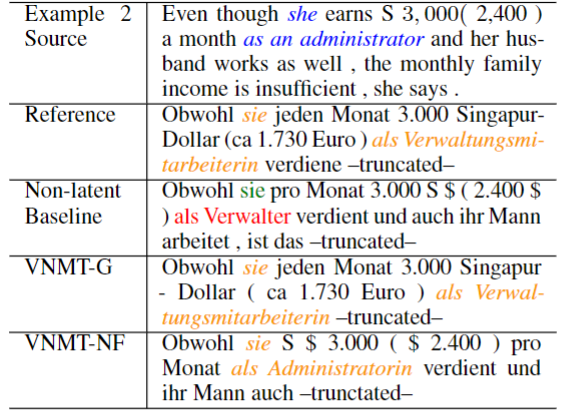 Example 2 Even though she earns S 3, 000( 2,400 )
Source a month as an administrator and her hus-
band works as well , the monthly family
income is insufficient , she says .
Reference Obwohl sie jeden Monat 3.000 Singapur-
Dollar (ca 1.730 Euro ) als Verwaltungsmi-
tarbeiterin verdiene –truncated–
Non-latent Obwohl sie pro Monat 3.000 S $ ( 2.400 $
Baseline ) als Verwalter verdient und auch ihr Mann
arbeitet , ist das –truncated–
VNMT-G Obwohl sie jeden Monat 3.000 Singapur
- Dollar ( ca 1.730 Euro ) als Verwal-
tungsmitarbeiterin –truncated–
VNMT-NF Obwohl sie S $ 3.000 ( $ 2.400 ) pro
Monat als Administratorin verdient und
ihr Mann auch –trunctated–